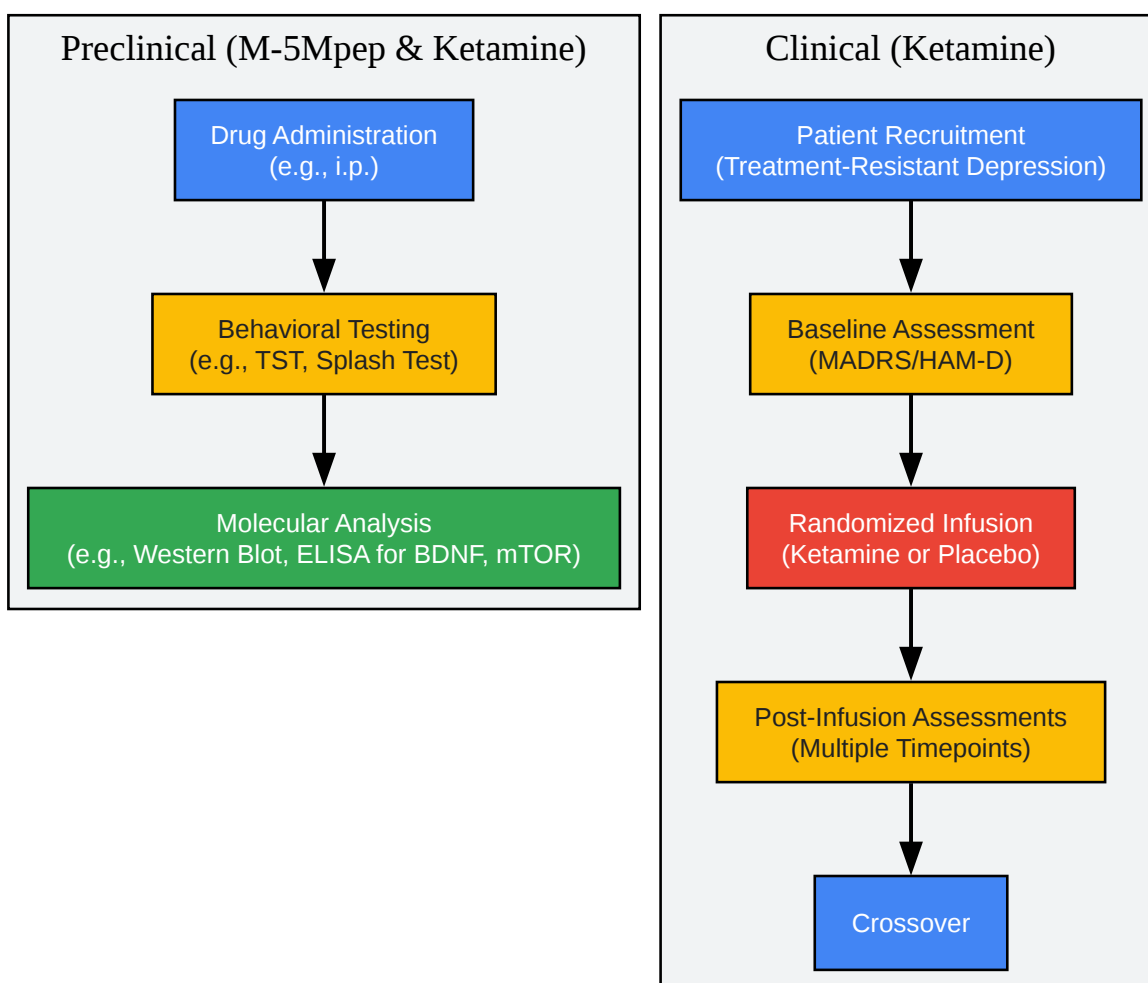 Preclinical (M-5Mpep & Ketamine)
Drug Administration
(e.g., i.p.)
Behavioral Testing
(e.g., TST, Splash Test)
Molecular Analysis
(e.g., Western Blot, ELISA for BDNF, mTOR)
Clinical (Ketamine)
Patient Recruitment
(Treatment-Resistant Depression)
Baseline Assessment
(MADRS/HAM-D)
Randomized Infusion
(Ketamine or Placebo)
Post-Infusion Assessments
(Multiple Timepoints)
Crossover